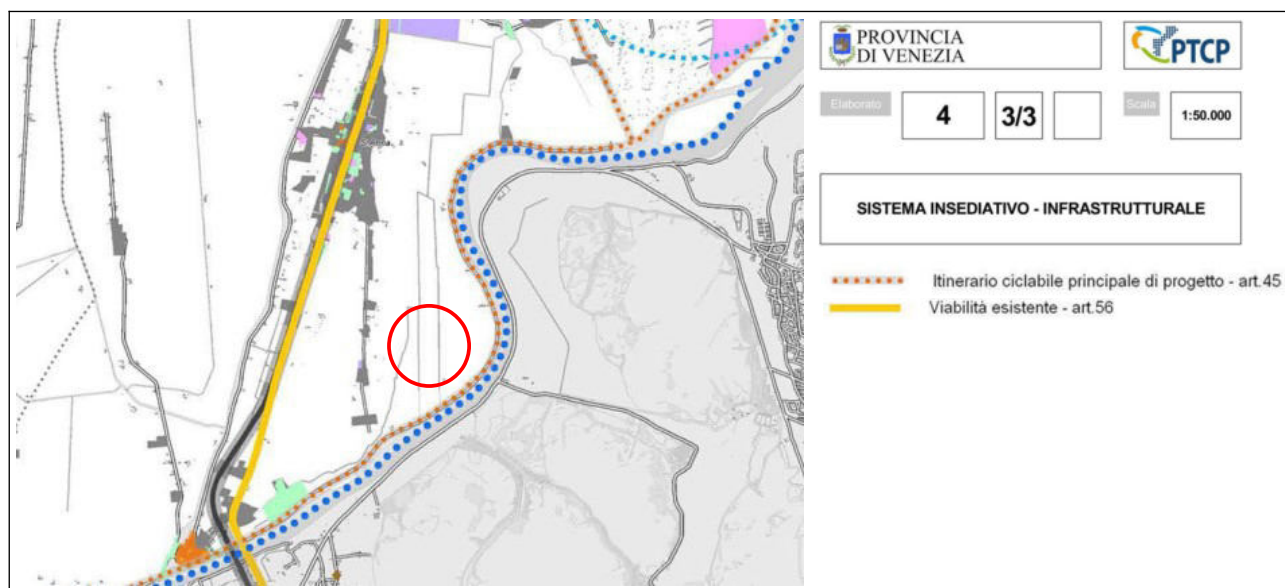 PROVINCIA
DI VENEZIA
PTCP
Elaborato
4
3/3
Scala
1:50.000
SISTEMA INSEDIATIVO - INFRASTRUTTURALE
Itinerario ciclabile principale di progetto - art.45
Viabilità esistente - art.56